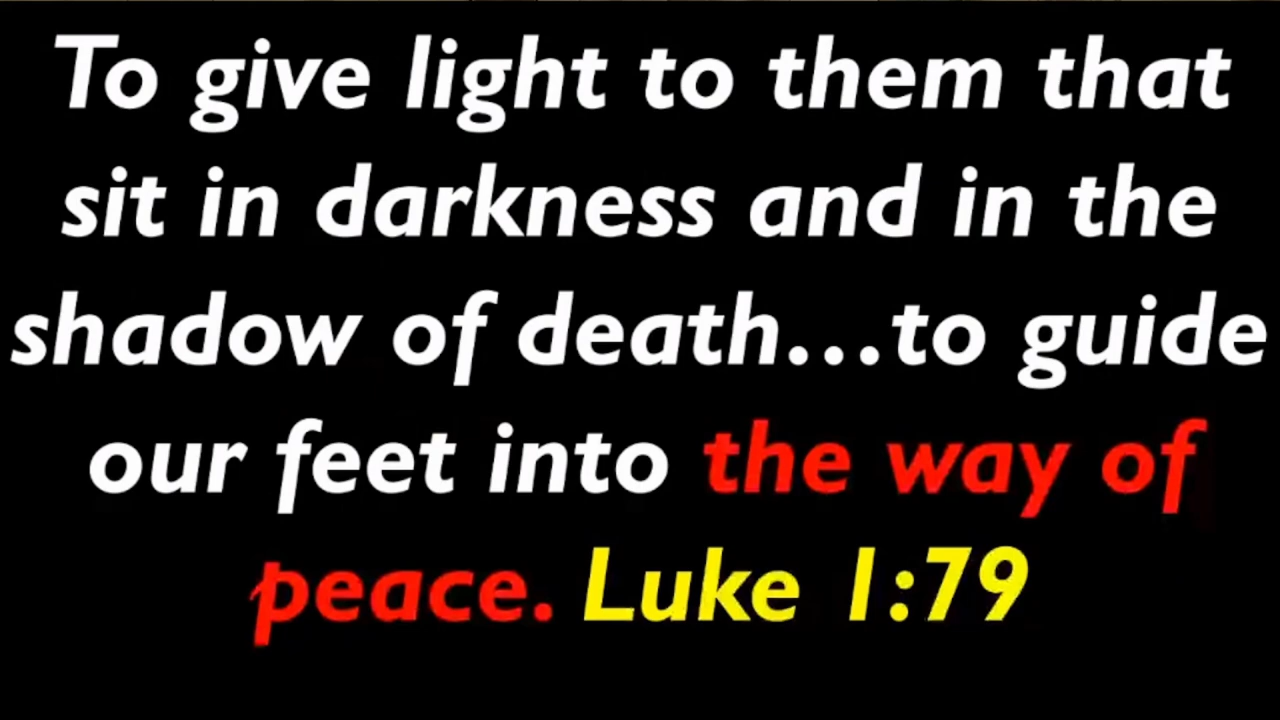 To give light to them that
sit in darkness and in the
shadow of death...to guide
our feet into the way of
peace. Luke 1:79